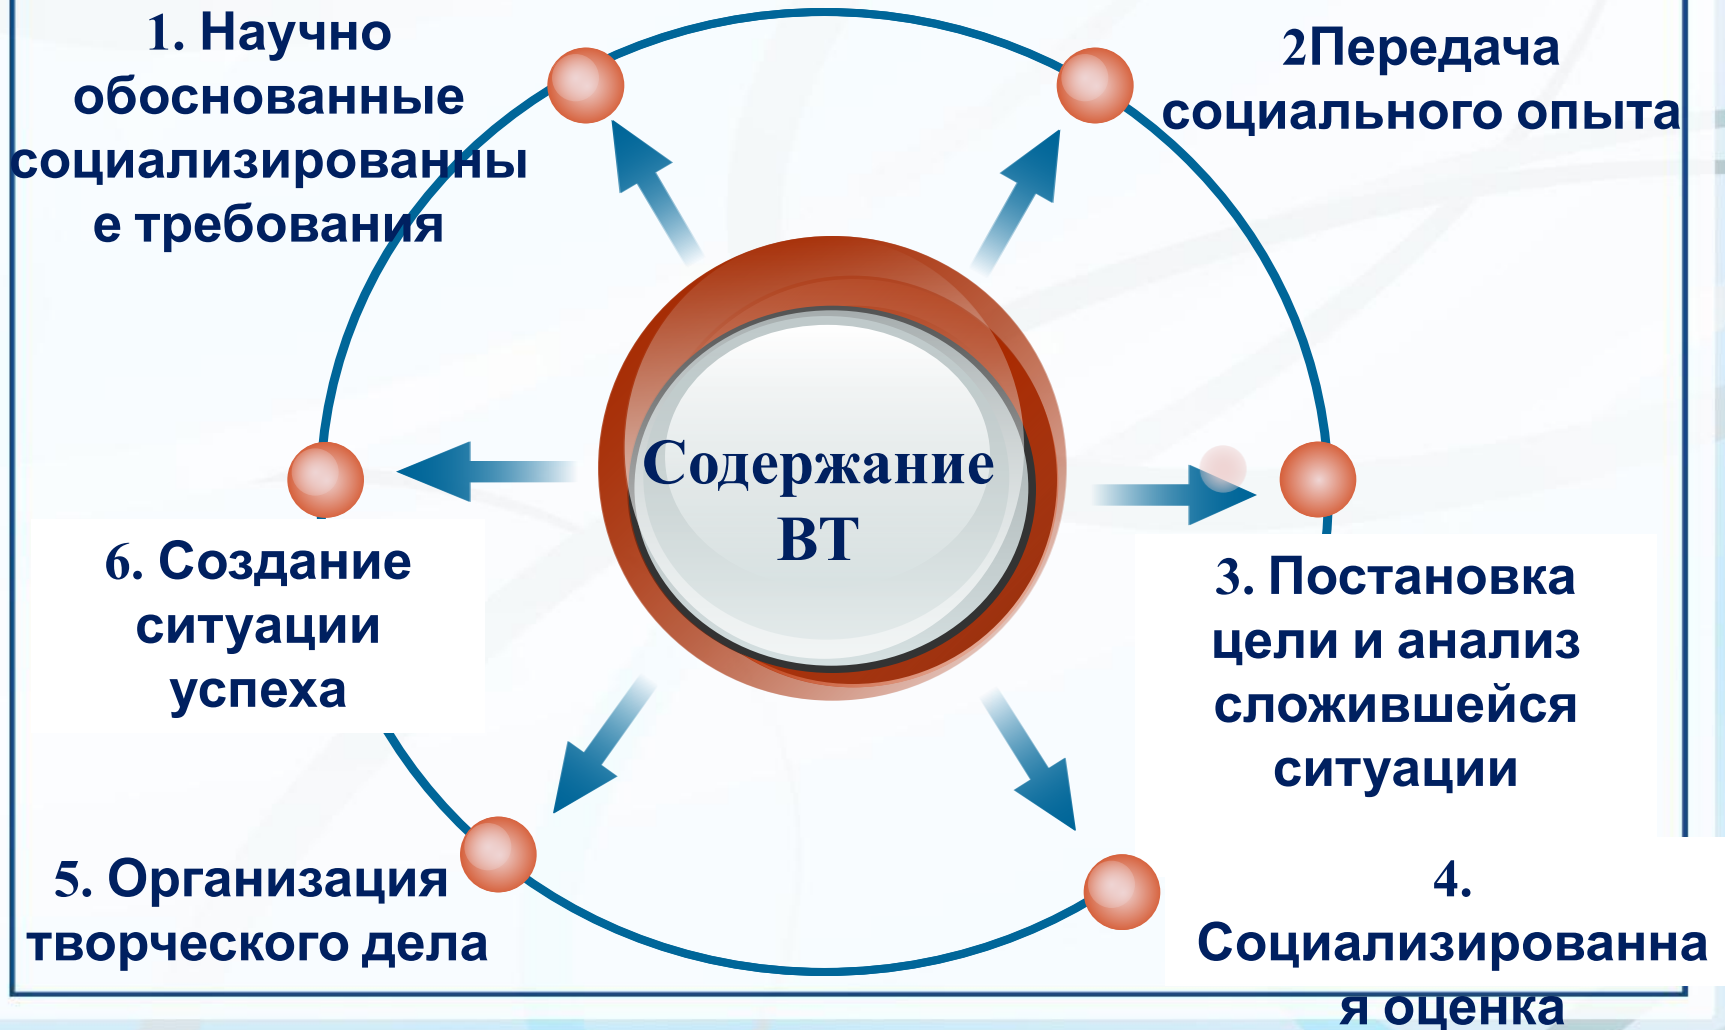 1. Научно
обоснованные
социализированны
е требования
2Передача
социального опыта
Содержание
ВТ
3. Постановка
цели и анализ
сложившейся
ситуации
4.
Социализированна
я оценка
5. Организация
творческого дела
6. Создание
ситуации
успеха